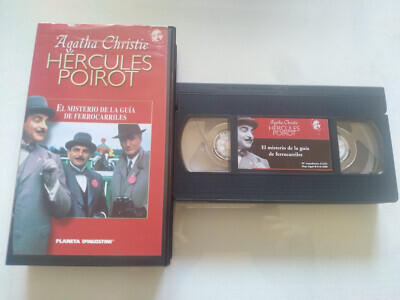 Agatha Christie
HÉRCULES
POIROT
EL MISTERIO DE LA GUÍA
DE FERROCARRILES
PLANETA DEAGOSTINI
Agatha Christie
HÉRCULES
POIROT
El misterio de la guía
de ferrocarriles